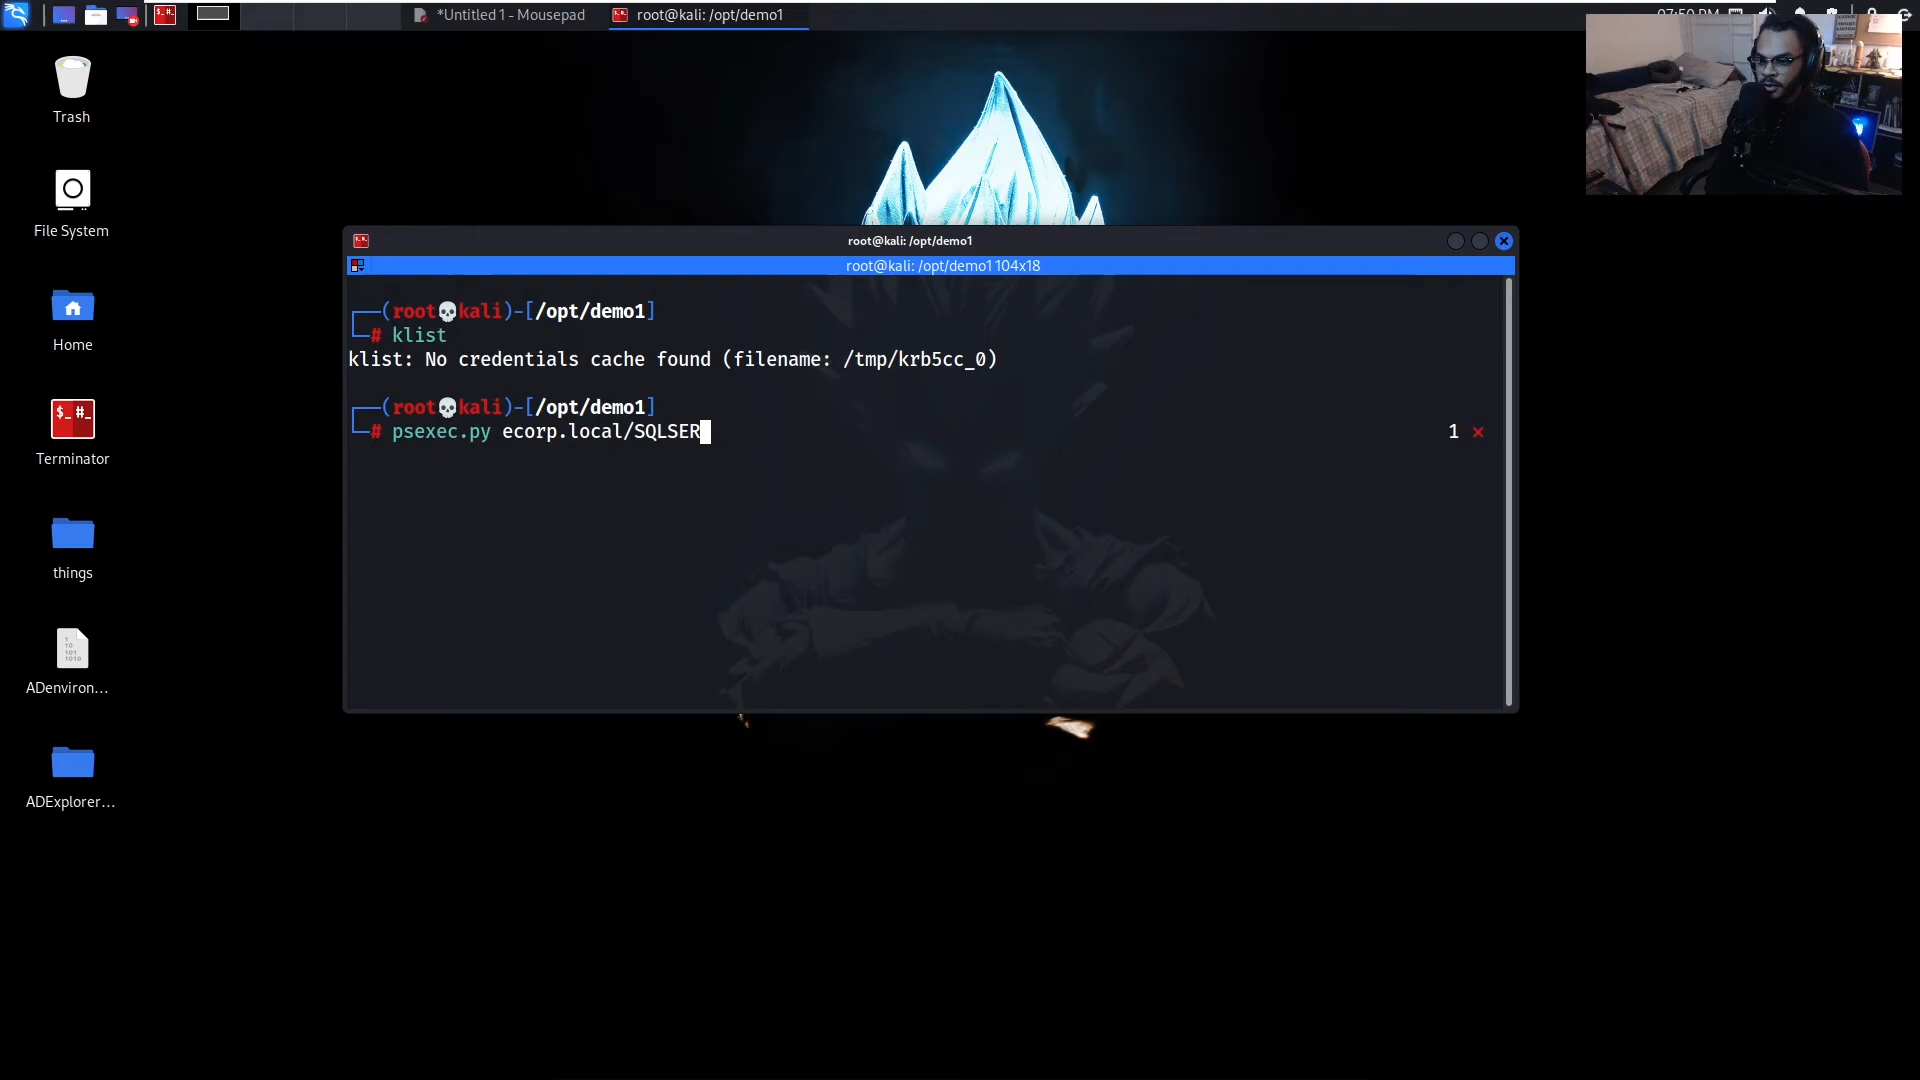 *Untitled 1 - Mousepad
root@kali: /opt/demo1
Trash
File System
Home
Terminator
things
ADenviron...
ADExplorer...
root@kali: /opt/demo1
root@kali: /opt/demo1 104x18
(root💀kali)-[/opt/demo1]
# klist
klist: No credentials cache found (filename: /tmp/krb5cc_0)
(root💀kali)-[/opt/demo1]
# psexec.py ecorp.local/SQLSER
1 ×